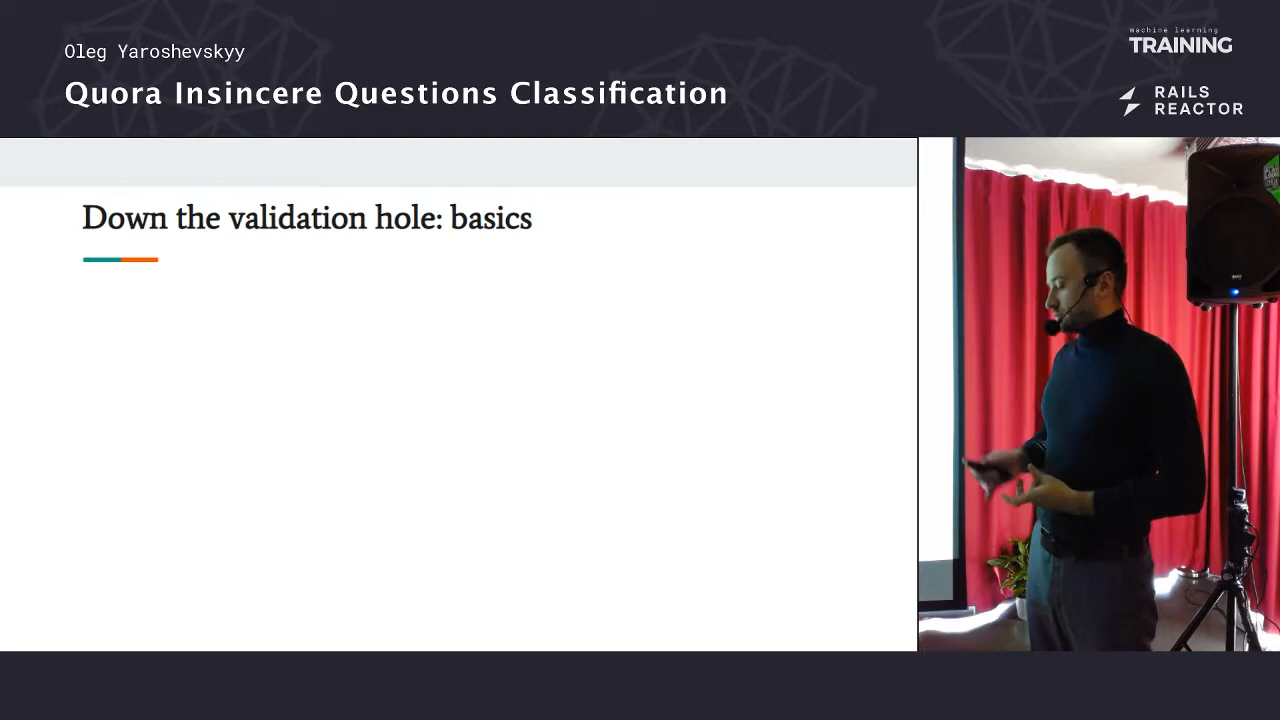 Oleg Yaroshevskyy
Quora Insincere Questions Classification
machine learning
TRAINING
RAILS
REACTOR
Down the validation hole: basics